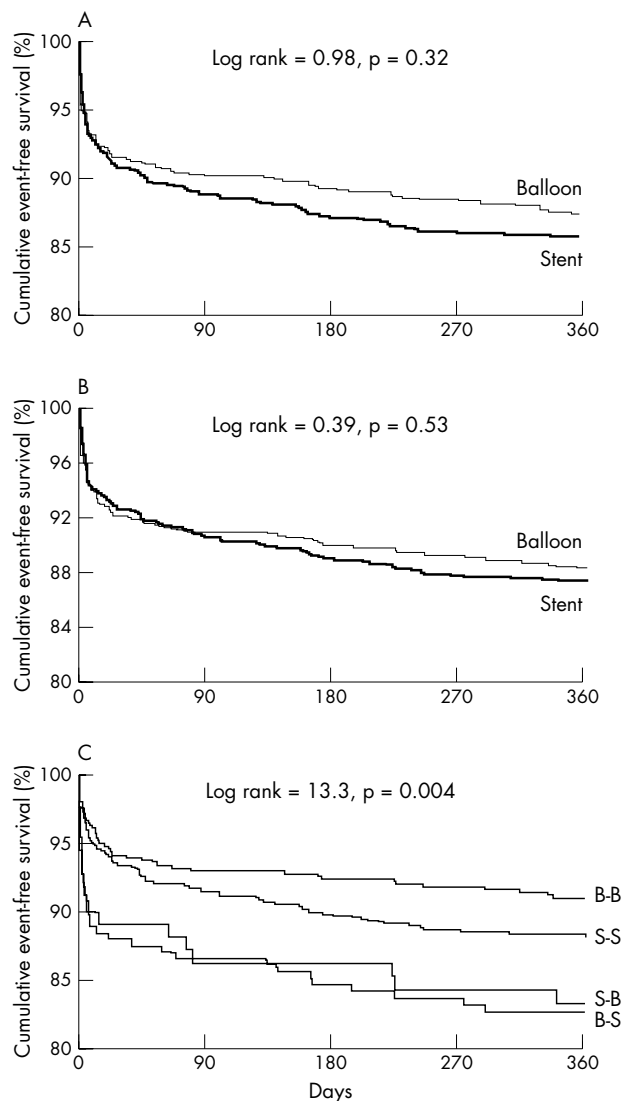 A
Cumulative event-free survival (%)
100
95
90
85
80
Log rank = 0.98, p = 0.32
Balloon
Stent
0 90 180 270 360
B
Cumulative event-free survival (%)
100
96
92
88
84
80
Log rank = 0.39, p = 0.53
Balloon
Stent
0 90 180 270 360
C
Cumulative event-free survival (%)
100
95
90
85
80
Log rank = 13.3, p = 0.004
B-B
S-S
S-B
B-S
0 90 180 270 360
Days